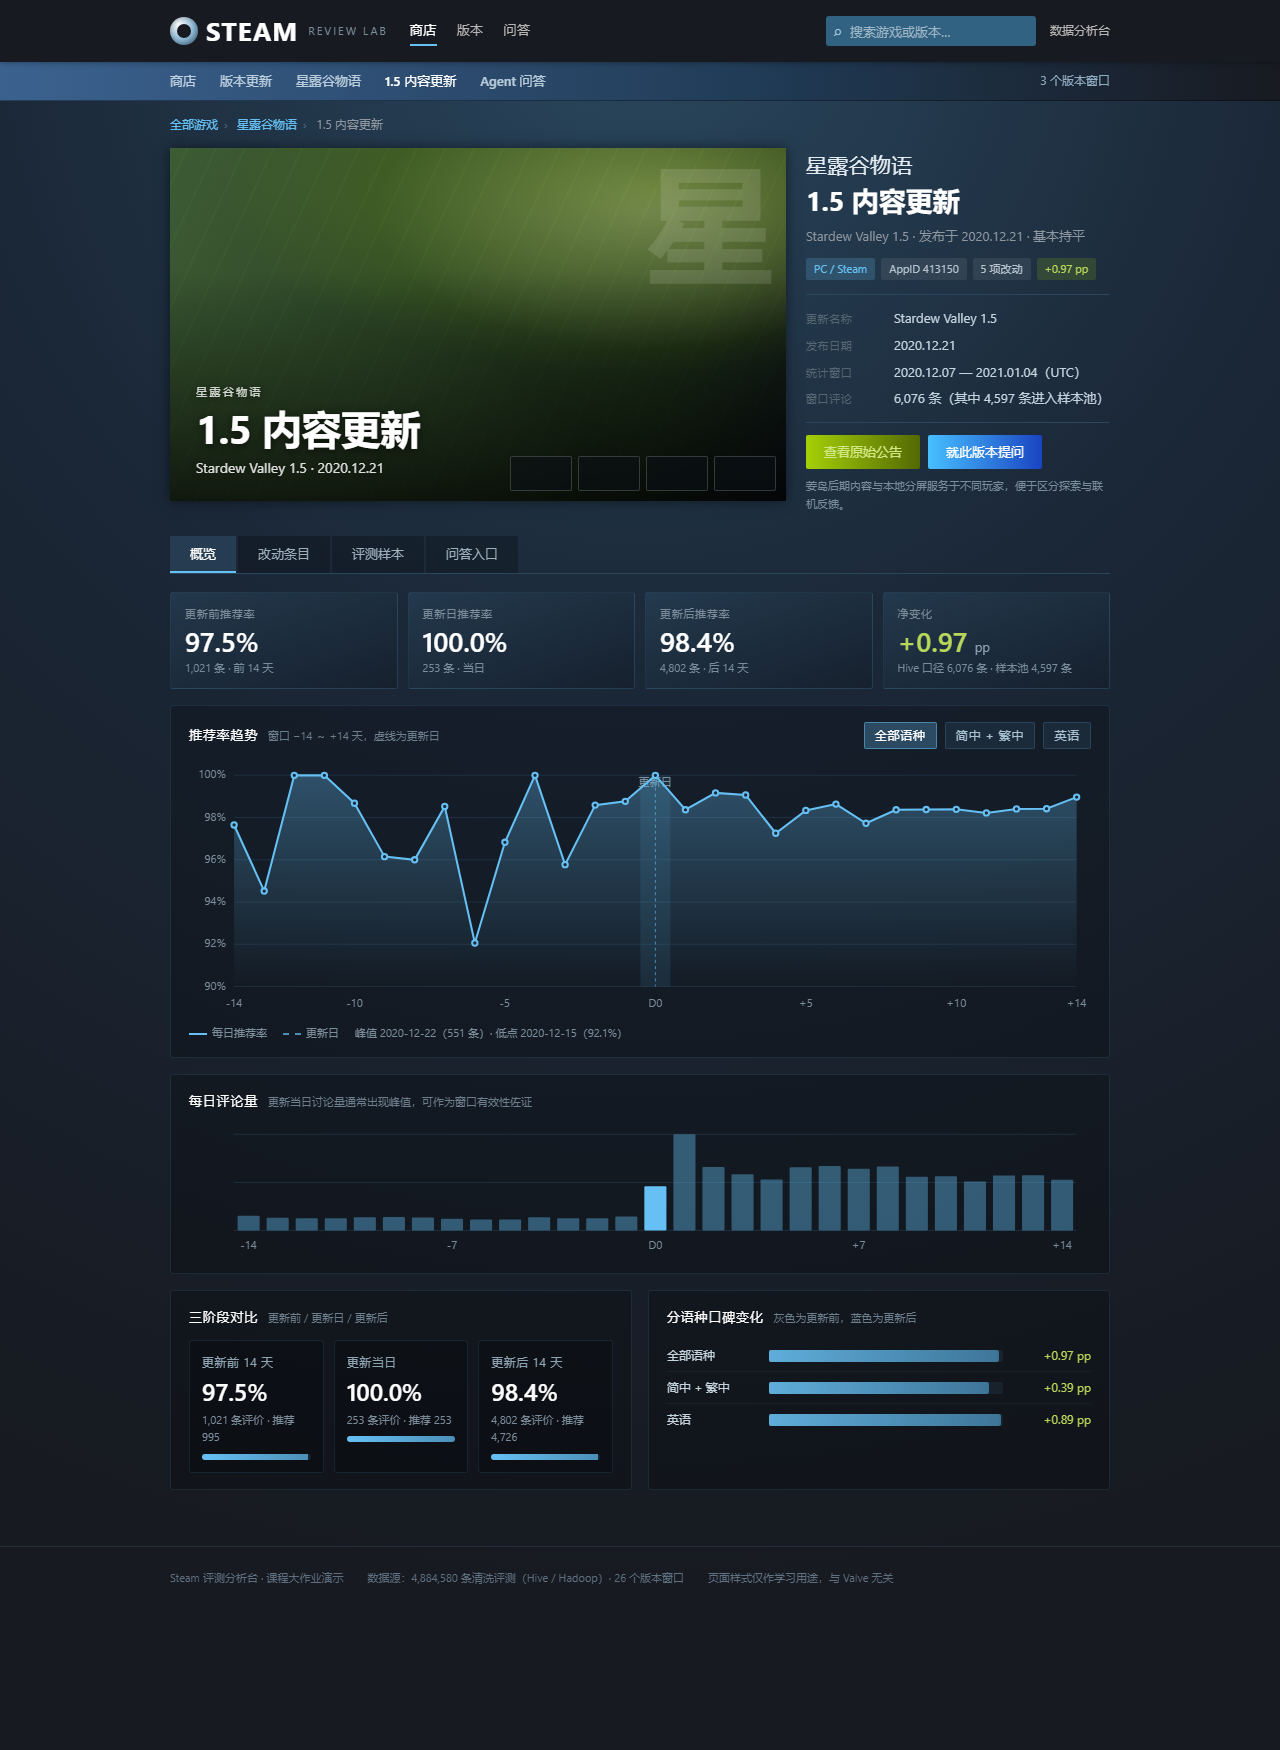 STEAM REVIEW LAB 商店 版本 问答 搜索游戏或版本... 数据分析台
商店 版本更新 星露谷物语 1.5 内容更新 Agent 问答 3 个版本窗口
全部游戏 › 星露谷物语 › 1.5 内容更新
星
星露谷物语
1.5 内容更新
Stardew Valley 1.5 · 2020.12.21
星露谷物语
1.5 内容更新
Stardew Valley 1.5 · 发布于 2020.12.21 · 基本持平
PC / Steam AppID 413150 5 项改动 +0.97 pp
更新名称 Stardew Valley 1.5
发布日期 2020.12.21
统计窗口 2020.12.07 — 2021.01.04（UTC）
窗口评论 6,076 条（其中 4,597 条进入样本池）
查看原始公告 就此版本提问
姜岛后期内容与本地分屏服务于不同玩家，便于区分探索与联
机反馈。
概览 改动条目 评测样本 问答入口
更新前推荐率
97.5%
1,021 条 · 前 14 天
更新日推荐率
100.0%
253 条 · 当日
更新后推荐率
98.4%
4,802 条 · 后 14 天
净变化
+0.97 pp
Hive 口径 6,076 条 · 样本池 4,597 条
推荐率趋势 窗口 −14 ～ +14 天，虚线为更新日 全部语种 简中 + 繁中 英语
更新日
100%
98%
96%
94%
92%
90%
-14 -10 -5 D0 +5 +10 +14
每日推荐率 更新日 峰值 2020-12-22（551 条）· 低点 2020-12-15（92.1%）
每日评论量 更新当日讨论量通常出现峰值，可作为窗口有效性佐证
-14 -7 D0 +7 +14
三阶段对比 更新前 / 更新日 / 更新后
更新前 14 天
97.5%
1,021 条评价 · 推荐
995
更新当日
100.0%
253 条评价 · 推荐 253
更新后 14 天
98.4%
4,802 条评价 · 推荐
4,726
分语种口碑变化 灰色为更新前，蓝色为更新后
全部语种 +0.97 pp
简中 + 繁中 +0.39 pp
英语 +0.89 pp
Steam 评测分析台 · 课程大作业演示 数据源：4,884,580 条清洗评测（Hive / Hadoop）· 26 个版本窗口 页面样式仅作学习用途，与 Valve 无关